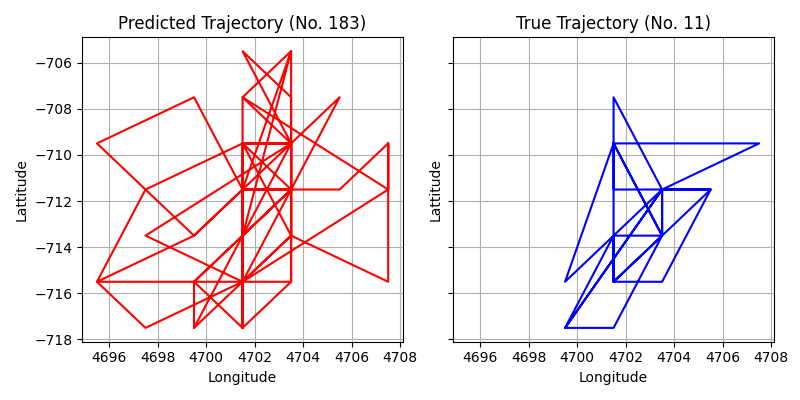 Predicted Trajectory (No. 183)
True Trajectory (No. 11)
−706
−708
−710
−712
−714
−716
−718
Lattitude
Lattitude
4696 4698 4700 4702 4704 4706 4708
4696 4698 4700 4702 4704 4706 4708
Longitude
Longitude